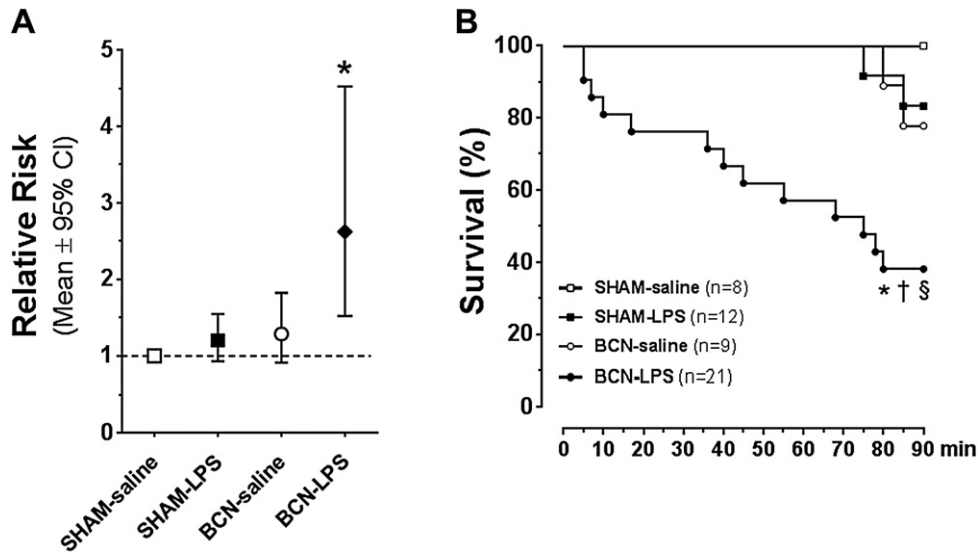 A
Relative Risk
(Mean ± 95% CI)
5
4
3
2
1
0
*
SHAM-saline
SHAM-LPS
BCN-saline
BCN-LPS
B
Survival (%)
100
80
60
40
20
0
* † §
SHAM-saline (n=8)
SHAM-LPS (n=12)
BCN-saline (n=9)
BCN-LPS (n=21)
0 10 20 30 40 50 60 70 80 90 min